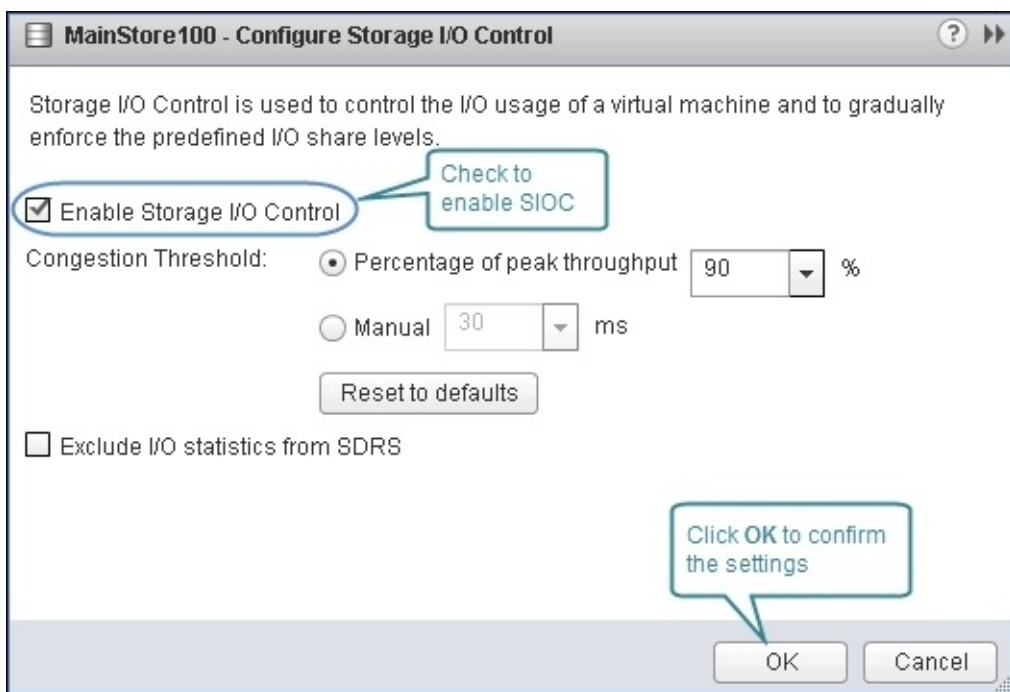 MainStore100 - Configure Storage I/O Control
?
Storage I/O Control is used to control the I/O usage of a virtual machine and to gradually
enforce the predefined I/O share levels.
Check to
enable SIOC
Enable Storage I/O Control
Congestion Threshold:
Percentage of peak throughput 90 %
Manual 30 ms
Reset to defaults
Exclude I/O statistics from SDRS
Click OK to confirm
the settings
OK Cancel